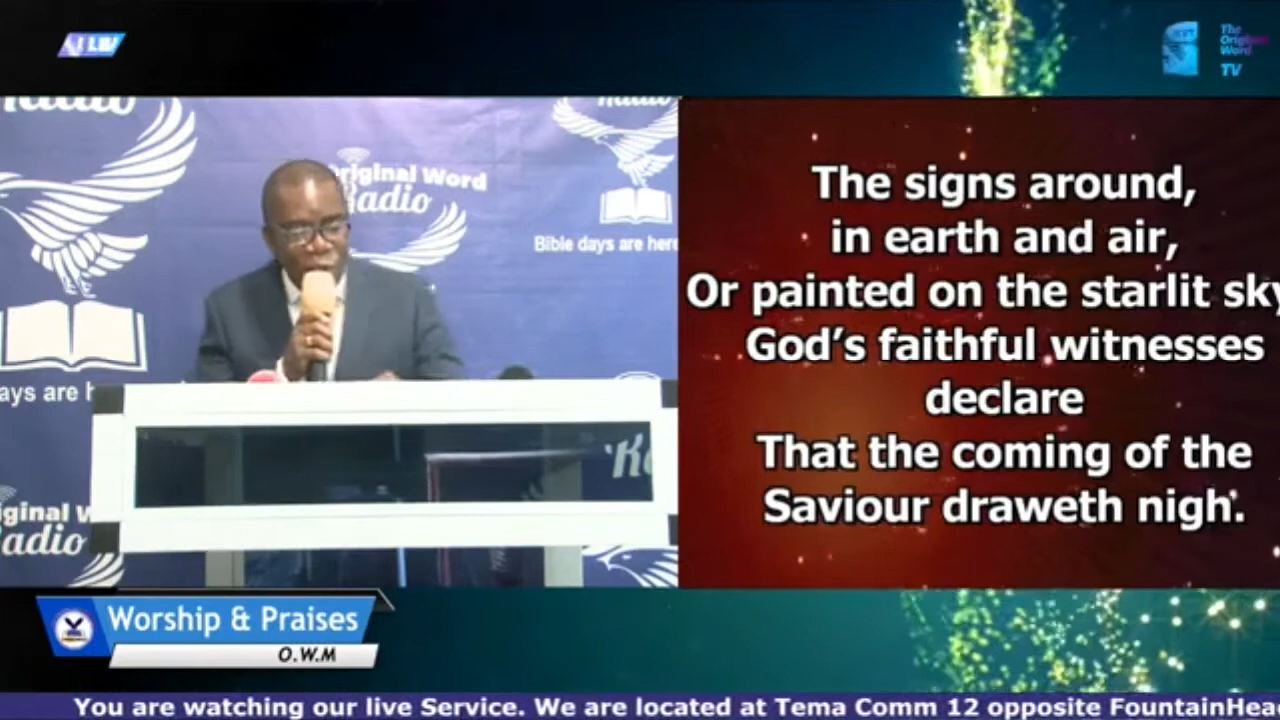 The
Original
Word
TV
Radio
Original Word
Radio
Radio
Bible days are here
days are h
Original W
Radio
The signs around,
in earth and air,
Or painted on the starlit sky
God's faithful witnesses
declare
That the coming of the
Saviour draweth nigh.
Worship & Praises
O.W.M
You are watching our live Service. We are located at Tema Comm 12 opposite FountainHea